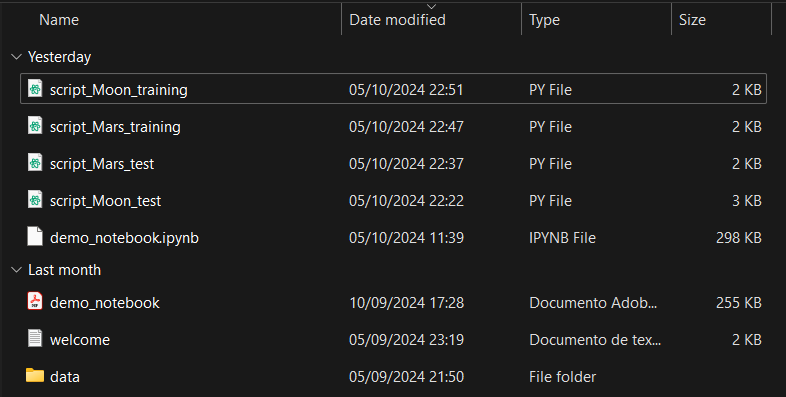 Name Date modified Type Size
Yesterday
script_Moon_training 05/10/2024 22:51 PY File 2 KB
script_Mars_training 05/10/2024 22:47 PY File 2 KB
script_Mars_test 05/10/2024 22:37 PY File 2 KB
script_Moon_test 05/10/2024 22:22 PY File 3 KB
demo_notebook.ipynb 05/10/2024 11:39 IPYNB File 298 KB
Last month
demo_notebook 10/09/2024 17:28 Documento Adob... 255 KB
welcome 05/09/2024 23:19 Documento de tex... 2 KB
data 05/09/2024 21:50 File folder